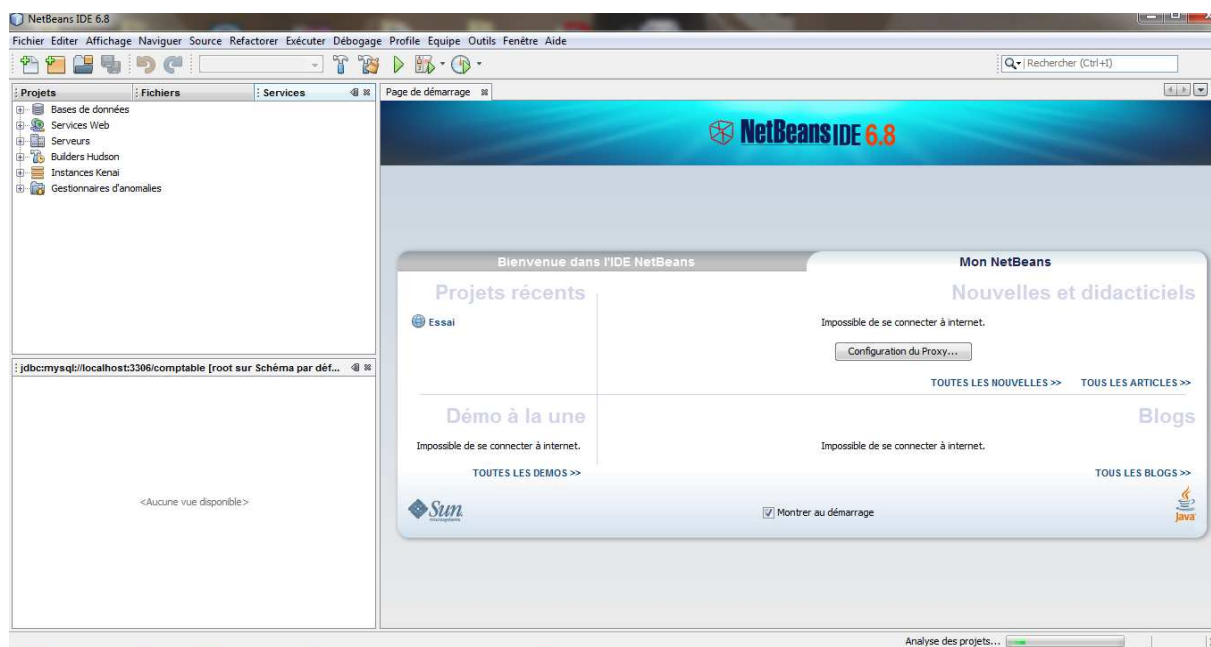 NetBeans IDE 6.8
Fichier Editer Affichage Naviguer Source Refactorer Exécuter Débogage Profile Equipe Outils Fenêtre Aide
Rechercher (Ctrl+I)
Projets Fichiers Services
Page de démarrage
Bases de données
Services Web
Serveurs
Builders Hudson
Instances Kenai
Gestionnaires d'anomalies
NetBeans IDE 6.8
Bienvenue dans l'IDE NetBeans
Mon NetBeans
Projets récents
Nouvelles et didacticiels
Essai
Impossible de se connecter à internet.
Configuration du Proxy...
TOUTES LES NOUVELLES >> TOUS LES ARTICLES >>
jdbc:mysql://localhost:3306/comptable [root sur Schéma par déf...
Démo à la une
Blogs
Impossible de se connecter à internet.
Impossible de se connecter à internet.
TOUTES LES DEMOS >>
TOUS LES BLOGS >>
<Aucune vue disponible>
Sun
microsystems
Montrer au démarrage
Java
Analyse des projets...